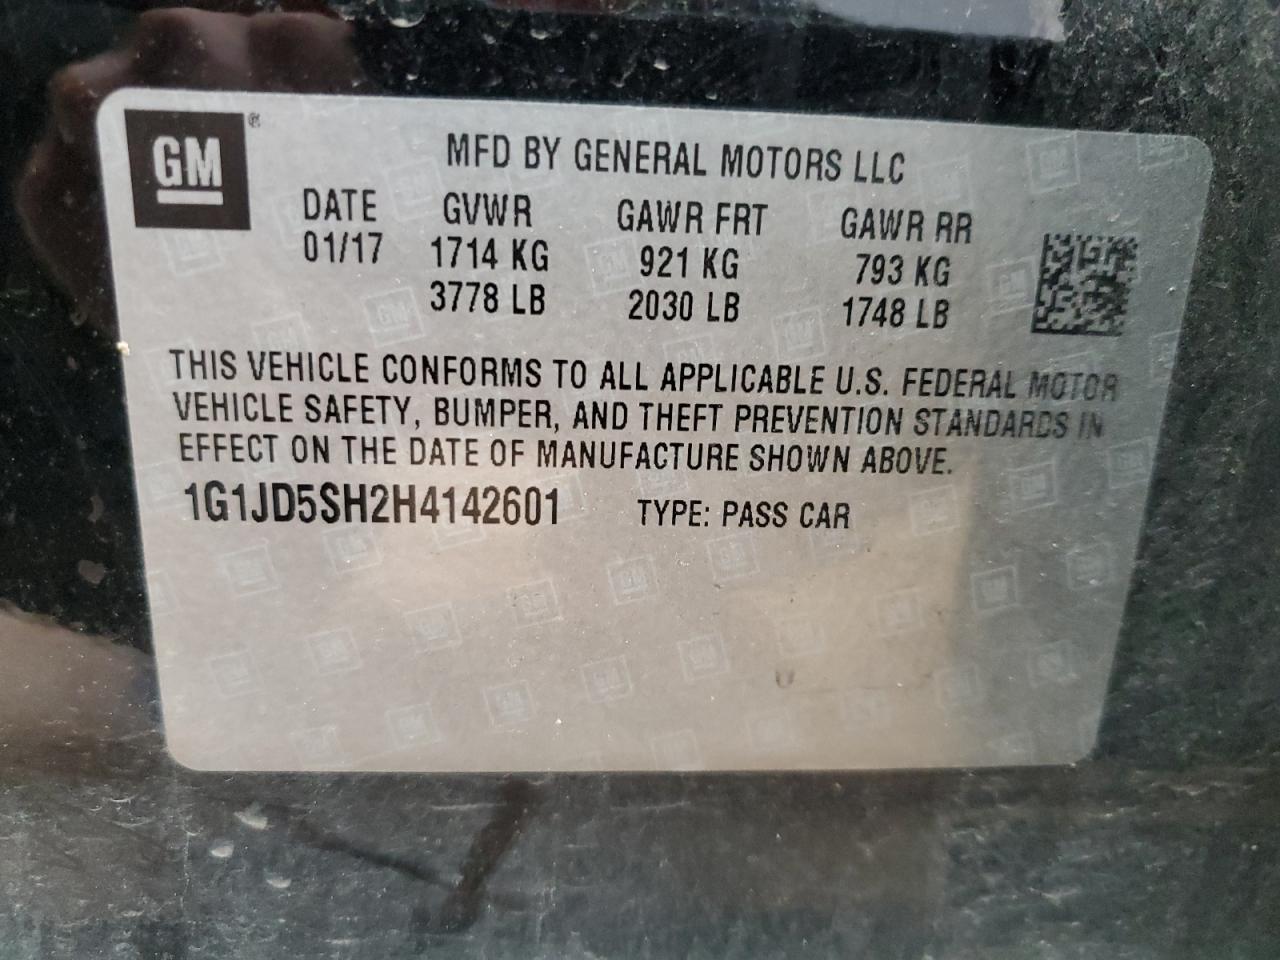 GM®
MFD BY GENERAL MOTORS LLC
DATE GVWR GAWR FRT GAWR RR
01/17 1714 KG 921 KG 793 KG
3778 LB 2030 LB 1748 LB
THIS VEHICLE CONFORMS TO ALL APPLICABLE U.S. FEDERAL MOTOR
VEHICLE SAFETY, BUMPER, AND THEFT PREVENTION STANDARDS IN
EFFECT ON THE DATE OF MANUFACTURE SHOWN ABOVE.
1G1JD5SH2H4142601 TYPE: PASS CAR